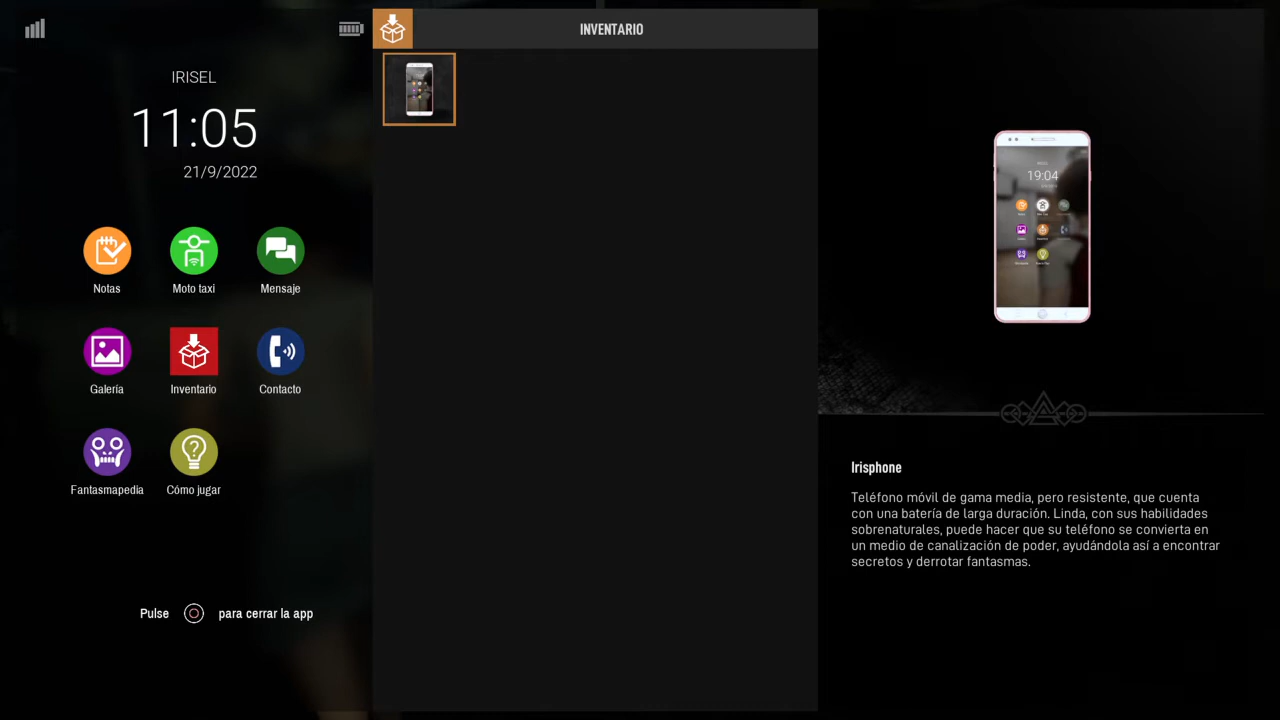 IRISEL
11:05
21/9/2022
Notas
Moto taxi
Mensaje
Galería
Inventario
Contacto
Fantasmapedia
Cómo jugar
Pulse para cerrar la app
INVENTARIO
19:04
Irisphone
Teléfono móvil de gama media, pero resistente, que cuenta
con una batería de larga duración. Linda, con sus habilidades
sobrenaturales, puede hacer que su teléfono se convierta en
un medio de canalización de poder, ayudándola así a encontrar
secretos y derrotar fantasmas.